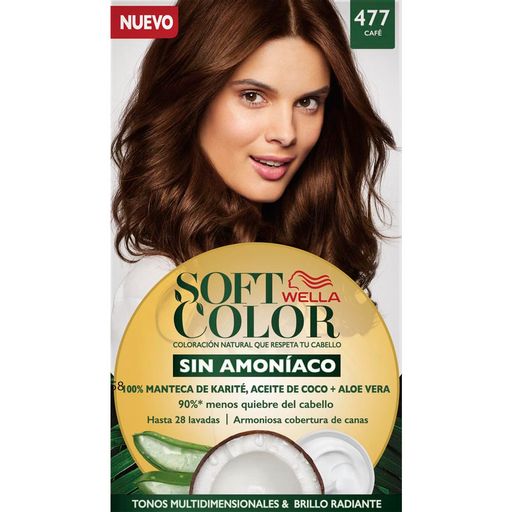 NUEVO
477
CAFÉ
SOFT
WELLA
COLOR
COLORACIÓN NATURAL QUE RESPETA TU CABELLO
SIN AMONÍACO
58
100% MANTECA DE KARITÉ, ACEITE DE COCO + ALOE VERA
90%* menos quiebre del cabello
Hasta 28 lavadas | Armoniosa cobertura de canas
TONOS MULTIDIMENSIONALES & BRILLO RADIANTE